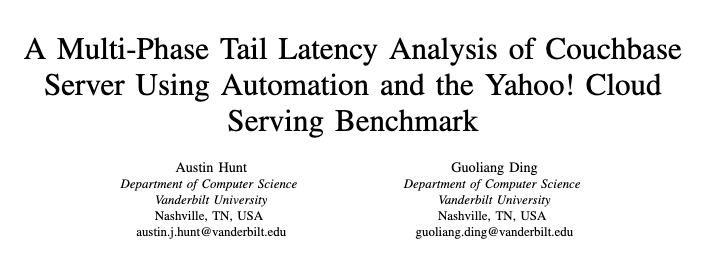 A Multi-Phase Tail Latency Analysis of Couchbase
Server Using Automation and the Yahoo! Cloud
Serving Benchmark
Austin Hunt
Department of Computer Science
Vanderbilt University
Nashville, TN, USA
austin.j.hunt@vanderbilt.edu
Guoliang Ding
Department of Computer Science
Vanderbilt University
Nashville, TN, USA
guoliang.ding@vanderbilt.edu